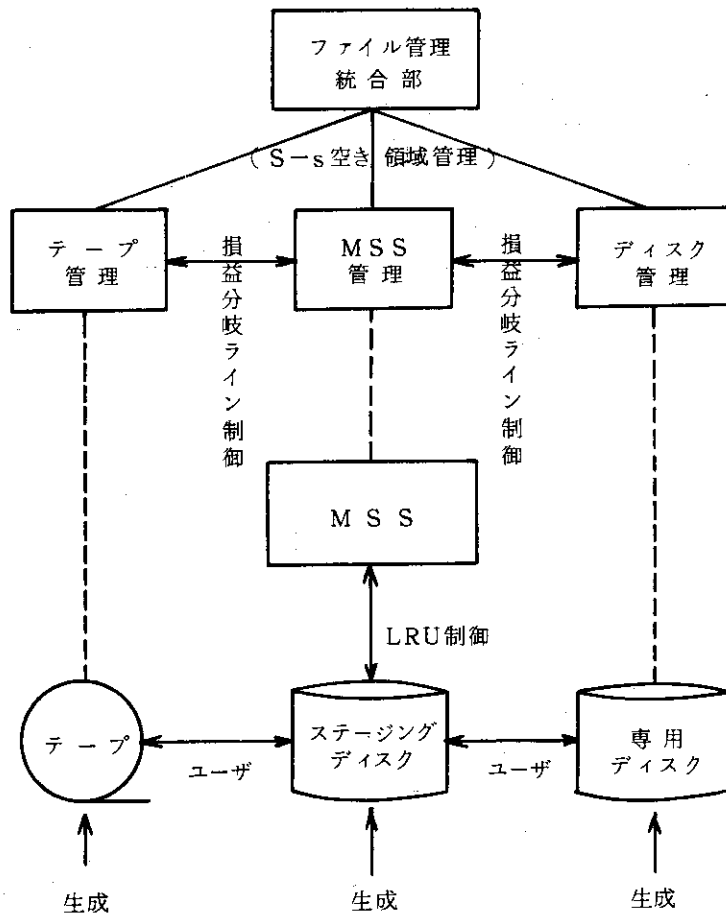 ファイル管理
統合部
(S-s空き 領域管理)
テープ
管理
損益分岐ライン制御
MSS
管理
損益分岐ライン制御
ディスク
管理
MSS
LRU制御
テープ
ユーザ
ステージング
ディスク
ユーザ
専用
ディスク
生成
生成
生成